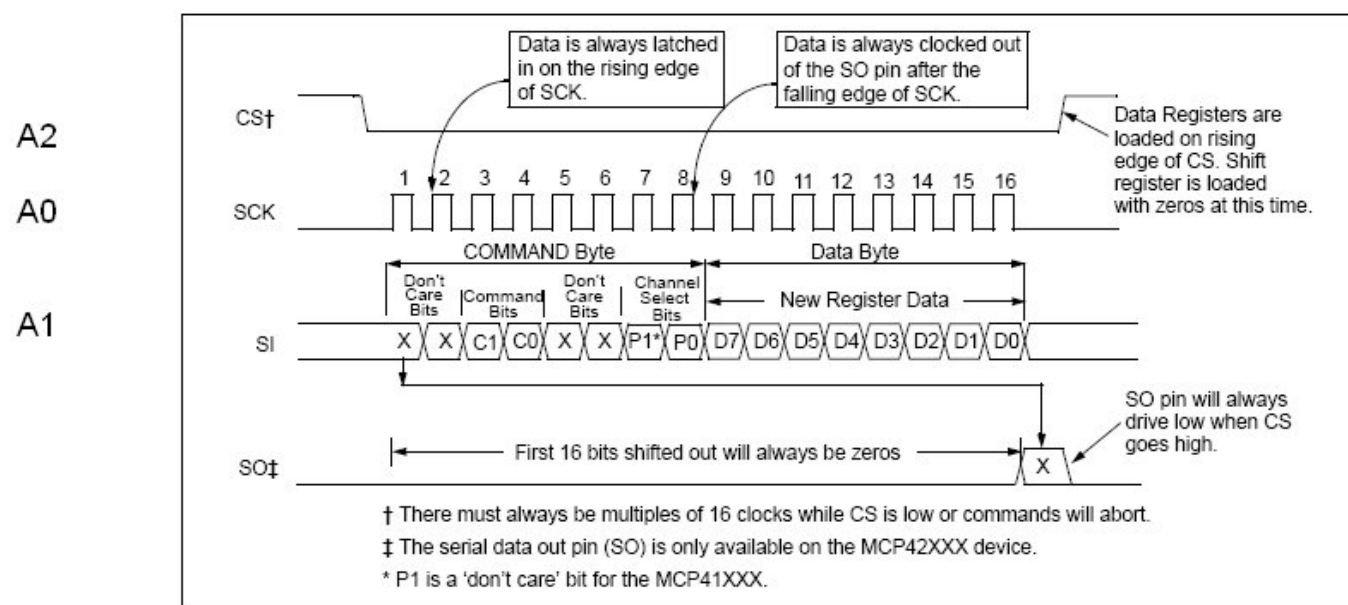 Data is always latched
in on the rising edge
of SCK.
Data is always clocked out
of the SO pin after the
falling edge of SCK.
A2
CS†
Data Registers are
loaded on rising
edge of CS. Shift
register is loaded
with zeros at this time.
1 2 3 4 5 6 7 8 9 10 11 12 13 14 15 16
A0
SCK
COMMAND Byte
Data Byte
Don't
Care
Bits
Command
Bits
Don't
Care
Bits
Channel
Select
Bits
New Register Data
A1
SI
X X C1 C0 X X P1* P0 D7 D6 D5 D4 D3 D2 D1 D0
SO pin will always
drive low when CS
goes high.
First 16 bits shifted out will always be zeros
SO‡
X
† There must always be multiples of 16 clocks while CS is low or commands will abort.
‡ The serial data out pin (SO) is only available on the MCP42XXX device.
* P1 is a ‘don’t care’ bit for the MCP41XXX.